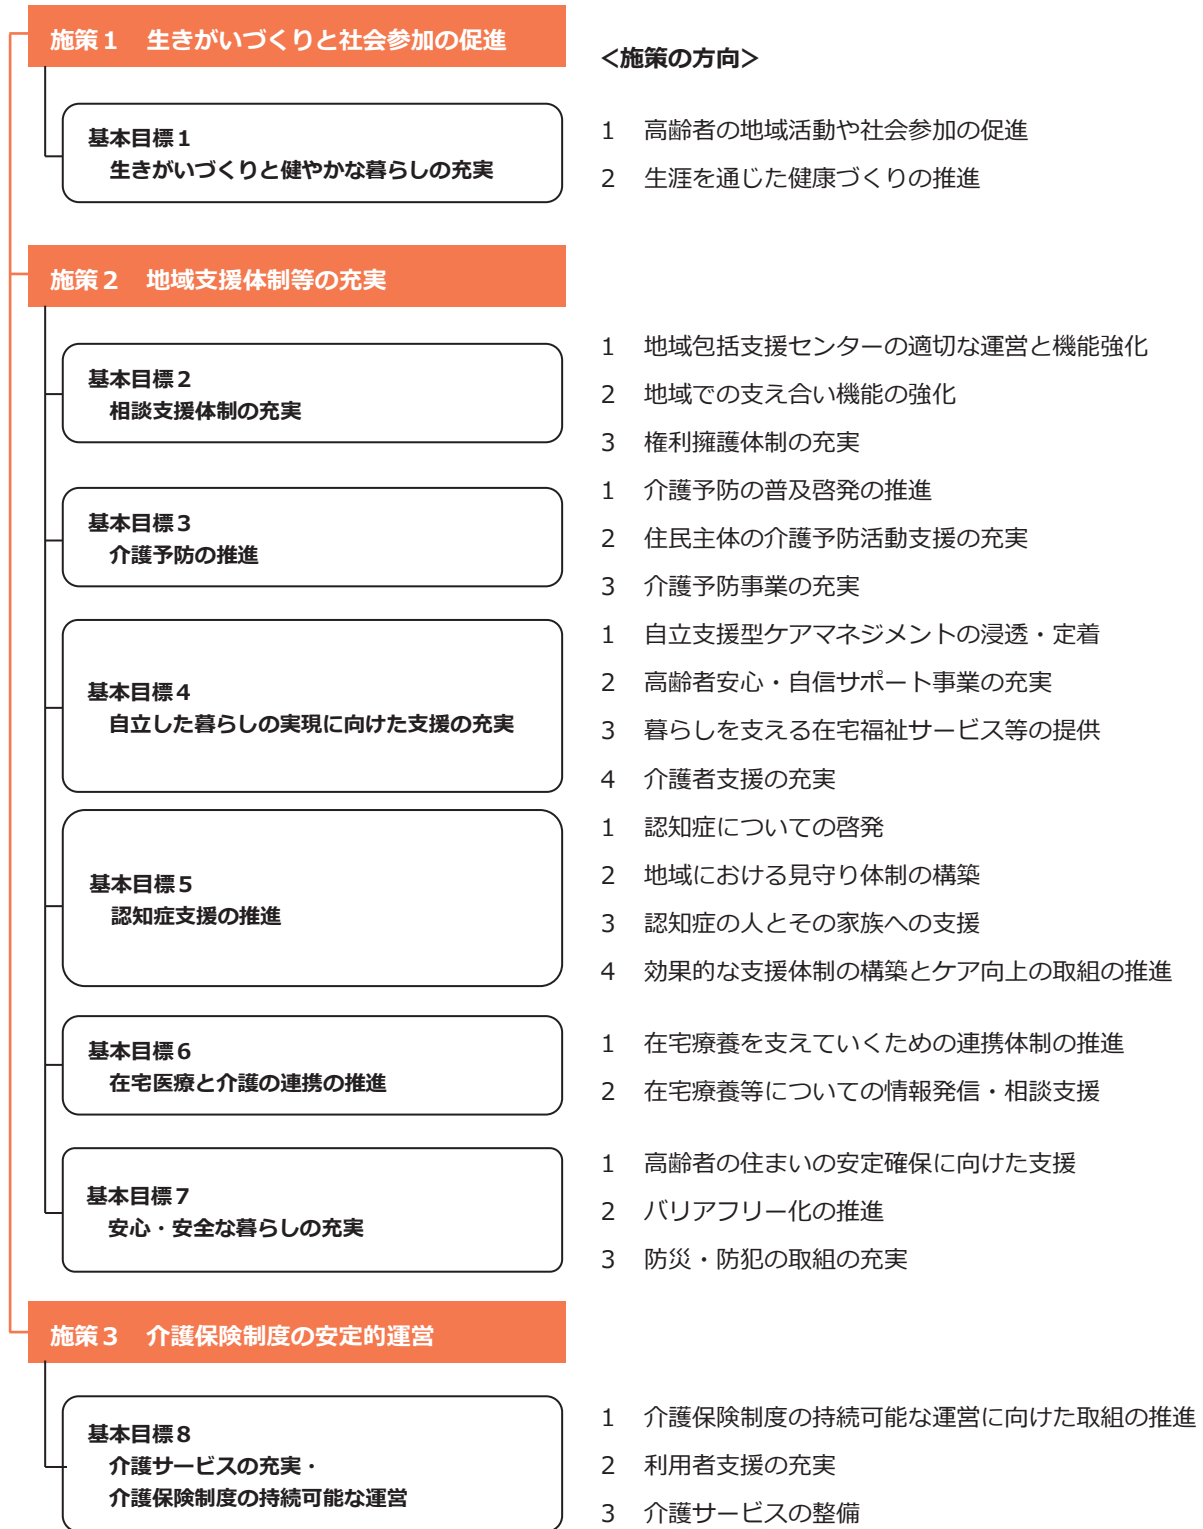 施策１　生きがいづくりと社会参加の促進
＜施策の方向＞
基本目標１
生きがいづくりと健やかな暮らしの充実
1　高齢者の地域活動や社会参加の促進
2　生涯を通じた健康づくりの推進
施策２　地域支援体制等の充実
基本目標２
相談支援体制の充実
1　地域包括支援センターの適切な運営と機能強化
2　地域での支え合い機能の強化
3　権利擁護体制の充実
基本目標３
介護予防の推進
1　介護予防の普及啓発の推進
2　住民主体の介護予防活動支援の充実
3　介護予防事業の充実
基本目標４
自立した暮らしの実現に向けた支援の充実
1　自立支援型ケアマネジメントの浸透・定着
2　高齢者安心・自信サポート事業の充実
3　暮らしを支える在宅福祉サービス等の提供
4　介護者支援の充実
基本目標５
認知症支援の推進
1　認知症についての啓発
2　地域における見守り体制の構築
3　認知症の人とその家族への支援
4　効果的な支援体制の構築とケア向上の取組の推進
基本目標６
在宅医療と介護の連携の推進
1　在宅療養を支えていくための連携体制の推進
2　在宅療養等についての情報発信・相談支援
基本目標７
安心・安全な暮らしの充実
1　高齢者の住まいの安定確保に向けた支援
2　バリアフリー化の推進
3　防災・防犯の取組の充実
施策３　介護保険制度の安定的運営
基本目標８
介護サービスの充実・
介護保険制度の持続可能な運営
1　介護保険制度の持続可能な運営に向けた取組の推進
2　利用者支援の充実
3　介護サービスの整備